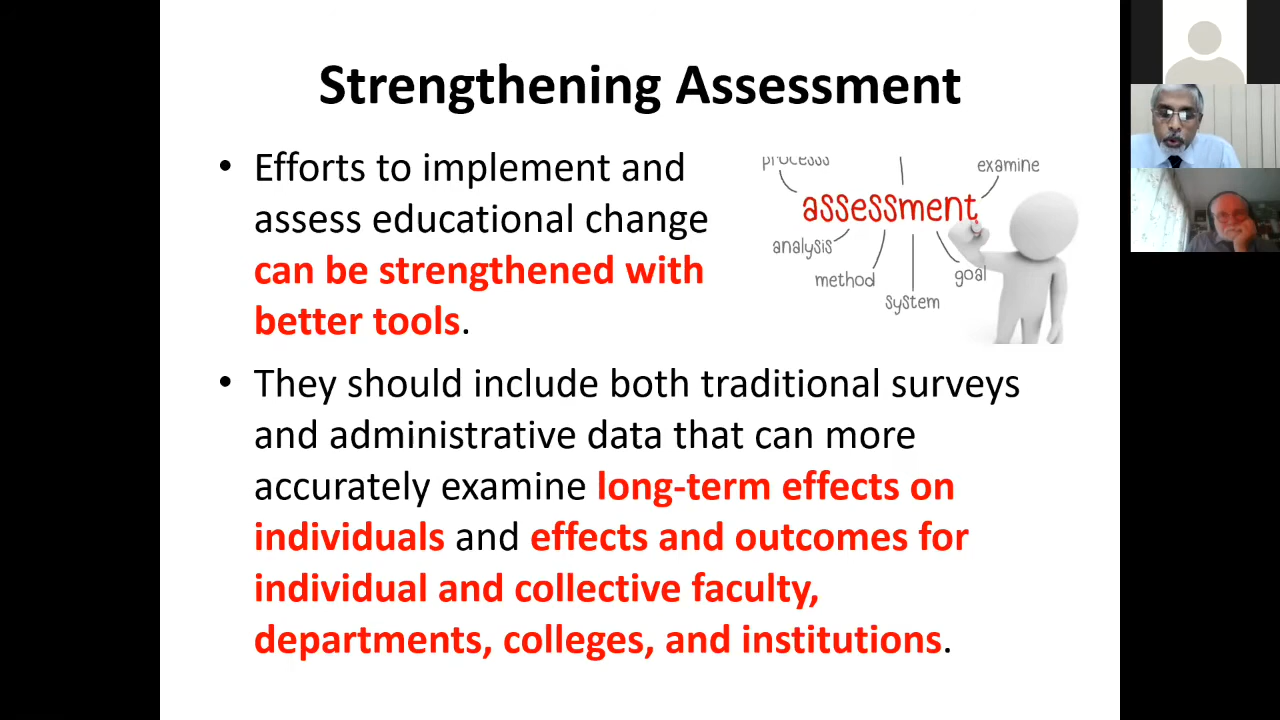 Strengthening Assessment
• Efforts to implement and
assess educational change
can be strengthened with
better tools.
processs
examine
assessment
analysis
method
goal
system
• They should include both traditional surveys
and administrative data that can more
accurately examine long-term effects on
individuals and effects and outcomes for
individual and collective faculty,
departments, colleges, and institutions.